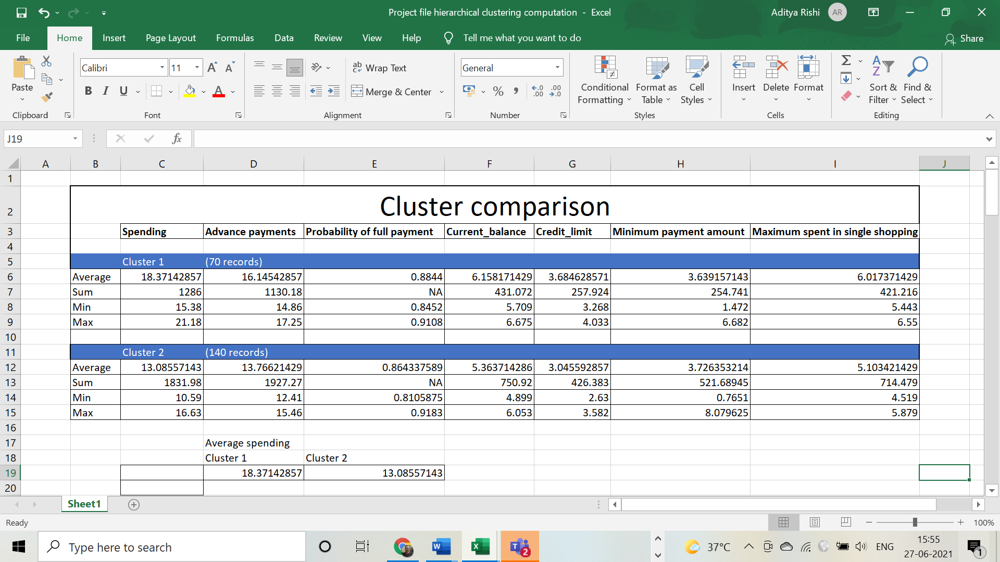 Project file hierarchical clustering computation - Excel
Aditya Rishi AR
File Home Insert Page Layout Formulas Data Review View Help Tell me what you want to do Share
Calibri 11 Wrap Text General
Paste Merge & Center Conditional Formatting Format as Table Cell Styles Insert Delete Format Sort & Filter Find & Select
Clipboard Font Alignment Number Styles Cells Editing
J19 fx
A B C D E F G H I J
1
2 Cluster comparison
3 Spending Advance payments Probability of full payment Current_balance Credit_limit Minimum payment amount Maximum spent in single shopping
4
5 Cluster 1 (70 records)
6 Average 18.37142857 16.14542857 0.8844 6.158171429 3.684628571 3.639157143 6.017371429
7 Sum 1286 1130.18 NA 431.072 257.924 254.741 421.216
8 Min 15.38 14.86 0.8452 5.709 3.268 1.472 5.443
9 Max 21.18 17.25 0.9108 6.675 4.033 6.682 6.55
10
11 Cluster 2 (140 records)
12 Average 13.08557143 13.76621429 0.864337589 5.363714286 3.045592857 3.726353214 5.103421429
13 Sum 1831.98 1927.27 NA 750.92 426.383 521.68945 714.479
14 Min 10.59 12.41 0.8105875 4.899 2.63 0.7651 4.519
15 Max 16.63 15.46 0.9183 6.053 3.582 8.079625 5.879
16
17 Average spending
18 Cluster 1 Cluster 2
19 18.37142857 13.08557143
20
Sheet1
Ready 100%
Type here to search 2 37°C ENG 15:55 1
27-06-2021